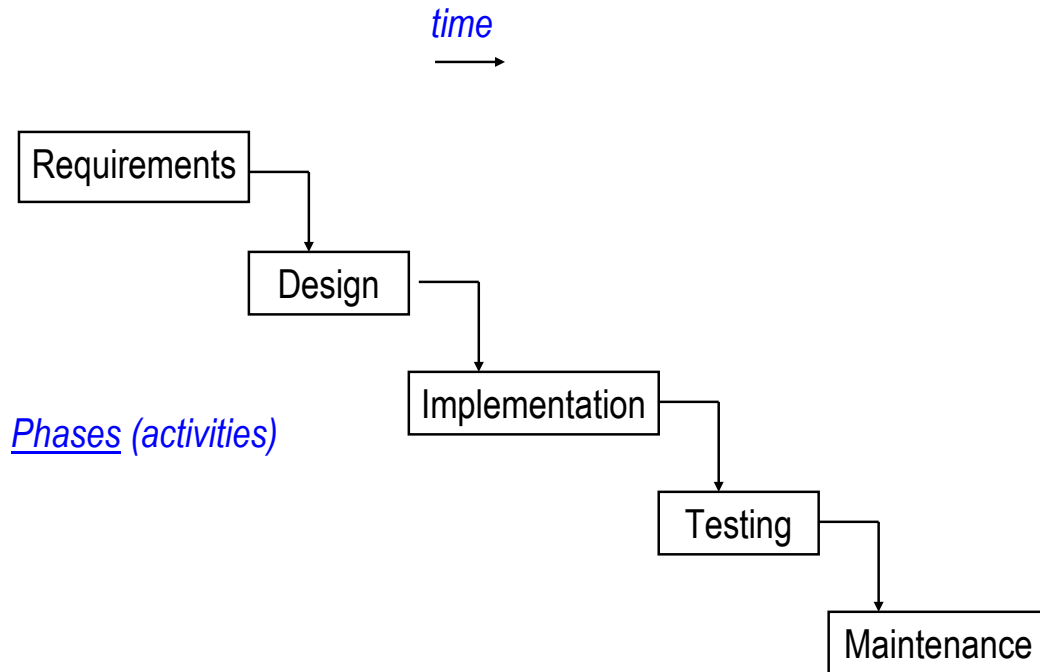 time
Requirements
Design
Implementation
Phases (activities)
Testing
Maintenance